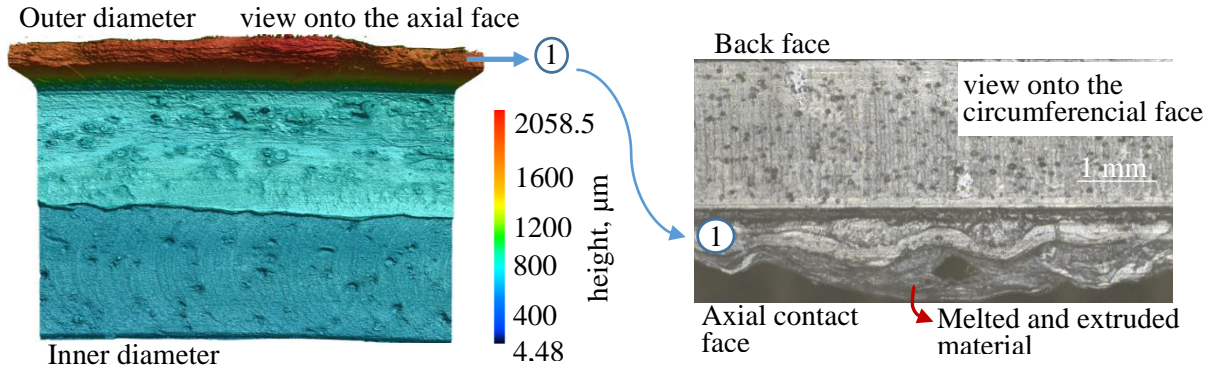 Outer diameter
view onto the axial face
1
Back face
view onto the
circumferencial face
1 mm
2058.5
1600
1200
800
400
4.48
height, μm
1
Inner diameter
Axial contact
face
Melted and extruded
material